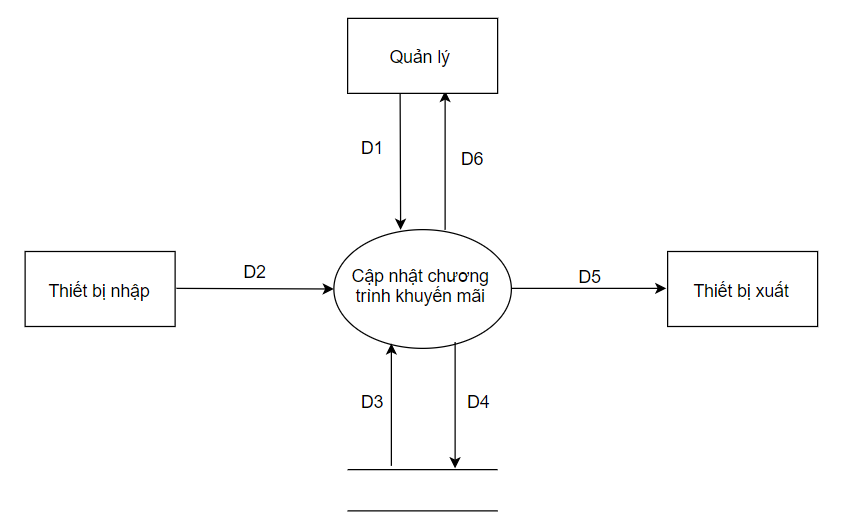 Quản lý
D1
D6
D2
Thiết bị nhập
Cập nhật chương
trình khuyến mãi
D5
Thiết bị xuất
D3
D4